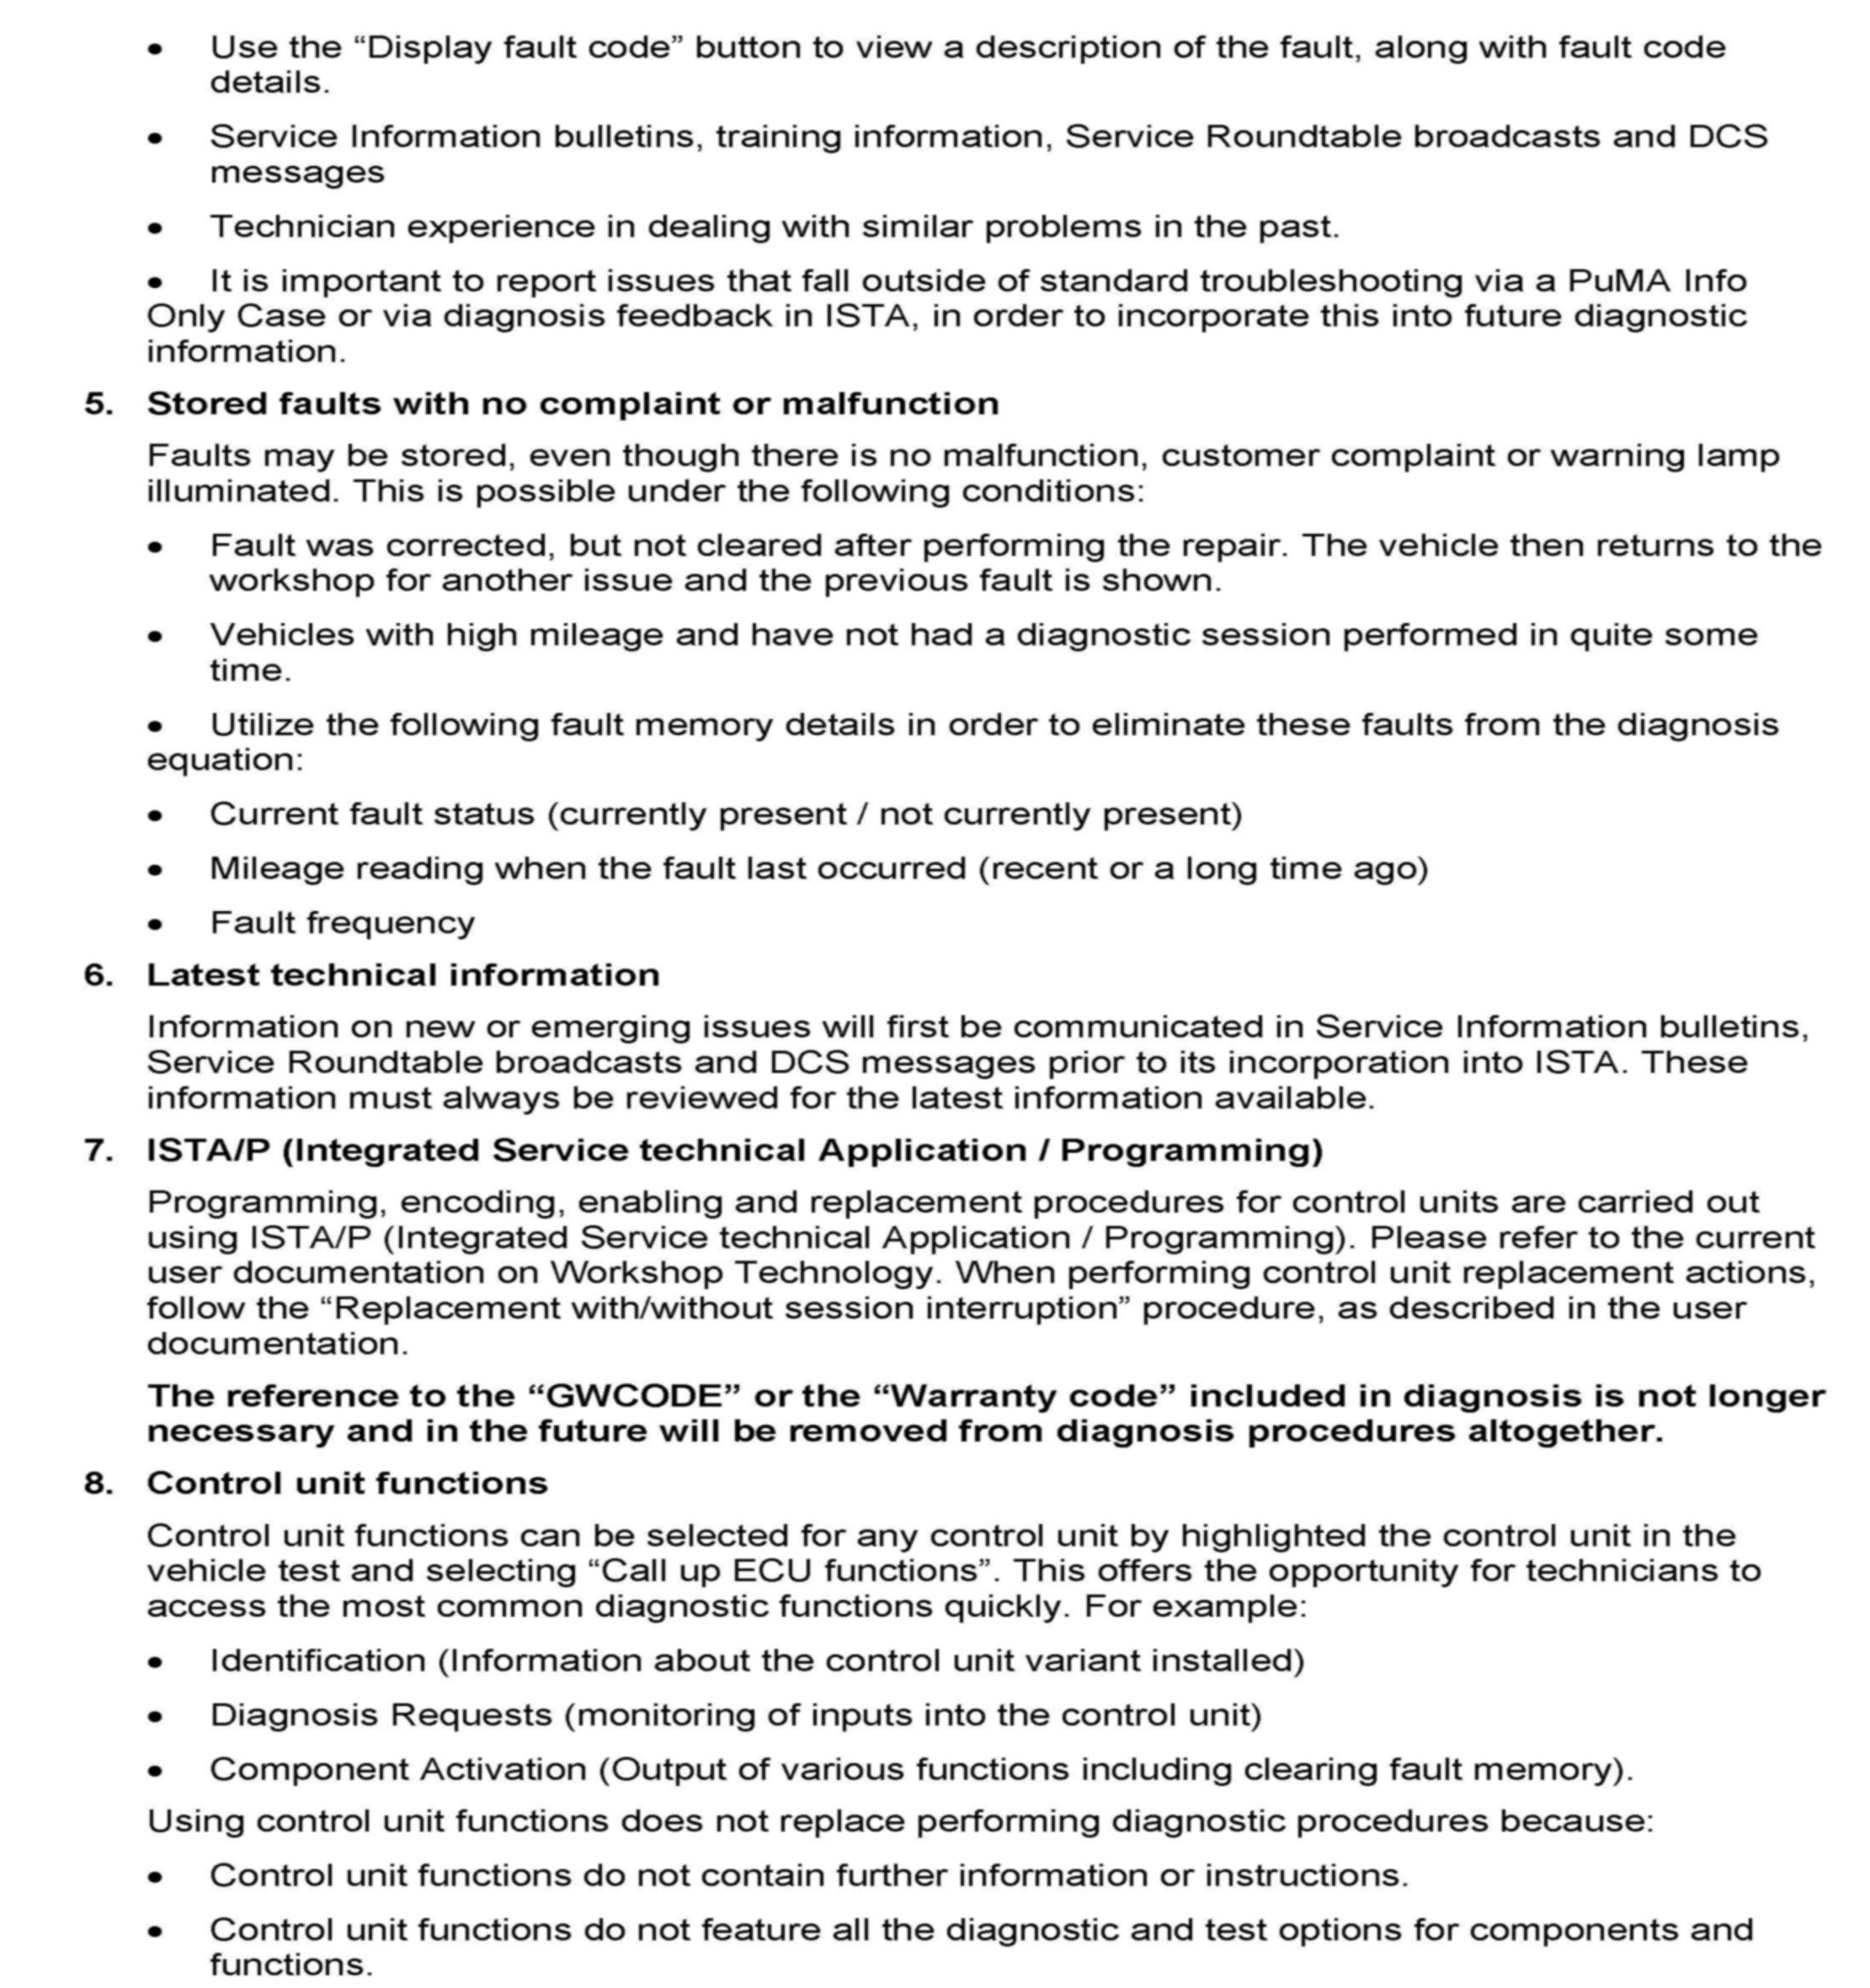 • Use the “Display fault code” button to view a description of the fault, along with fault code
details.
• Service Information bulletins, training information, Service Roundtable broadcasts and DCS
messages
• Technician experience in dealing with similar problems in the past.
• It is important to report issues that fall outside of standard troubleshooting via a PuMA Info
Only Case or via diagnosis feedback in ISTA, in order to incorporate this into future diagnostic
information.
5. Stored faults with no complaint or malfunction
Faults may be stored, even though there is no malfunction, customer complaint or warning lamp
illuminated. This is possible under the following conditions:
• Fault was corrected, but not cleared after performing the repair. The vehicle then returns to the
workshop for another issue and the previous fault is shown.
• Vehicles with high mileage and have not had a diagnostic session performed in quite some
time.
• Utilize the following fault memory details in order to eliminate these faults from the diagnosis
equation:
• Current fault status (currently present / not currently present)
• Mileage reading when the fault last occurred (recent or a long time ago)
• Fault frequency
6. Latest technical information
Information on new or emerging issues will first be communicated in Service Information bulletins,
Service Roundtable broadcasts and DCS messages prior to its incorporation into ISTA. These
information must always be reviewed for the latest information available.
7. ISTA/P (Integrated Service technical Application / Programming)
Programming, encoding, enabling and replacement procedures for control units are carried out
using ISTA/P (Integrated Service technical Application / Programming). Please refer to the current
user documentation on Workshop Technology. When performing control unit replacement actions,
follow the “Replacement with/without session interruption” procedure, as described in the user
documentation.
The reference to the “GWCODE” or the “Warranty code” included in diagnosis is not longer
necessary and in the future will be removed from diagnosis procedures altogether.
8. Control unit functions
Control unit functions can be selected for any control unit by highlighted the control unit in the
vehicle test and selecting “Call up ECU functions”. This offers the opportunity for technicians to
access the most common diagnostic functions quickly. For example:
• Identification (Information about the control unit variant installed)
• Diagnosis Requests (monitoring of inputs into the control unit)
• Component Activation (Output of various functions including clearing fault memory).
Using control unit functions does not replace performing diagnostic procedures because:
• Control unit functions do not contain further information or instructions.
• Control unit functions do not feature all the diagnostic and test options for components and
functions.